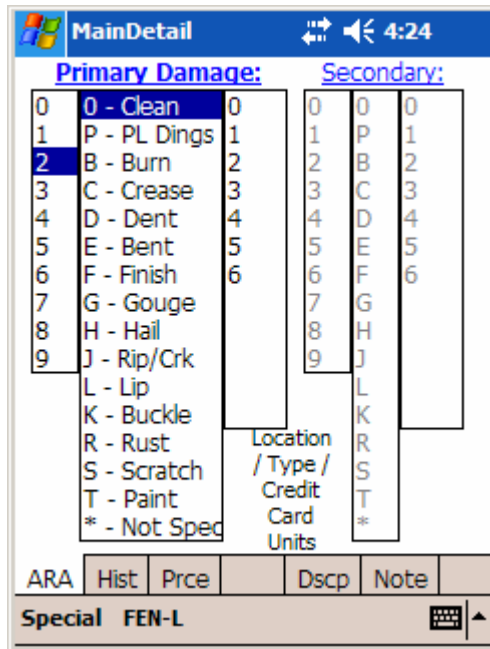 MainDetail 4:24
Primary Damage: Secondary:
0 0 - Clean 0 0 0 0
1 P - PL Dings 1 1 P 1
2 B - Burn 2 2 B 2
3 C - Crease 3 3 C 3
4 D - Dent 4 4 D 4
5 E - Bent 5 5 E 5
6 F - Finish 6 6 F 6
7 G - Gouge 7 G
8 H - Hail 8 H
9 J - Rip/Crk 9 J
L - Lip L
K - Buckle K
R - Rust Location R
S - Scratch / Type / S
T - Paint Credit T
* - Not Spec Card *
Units
ARA Hist Prce Dscp Note
Special FEN-L